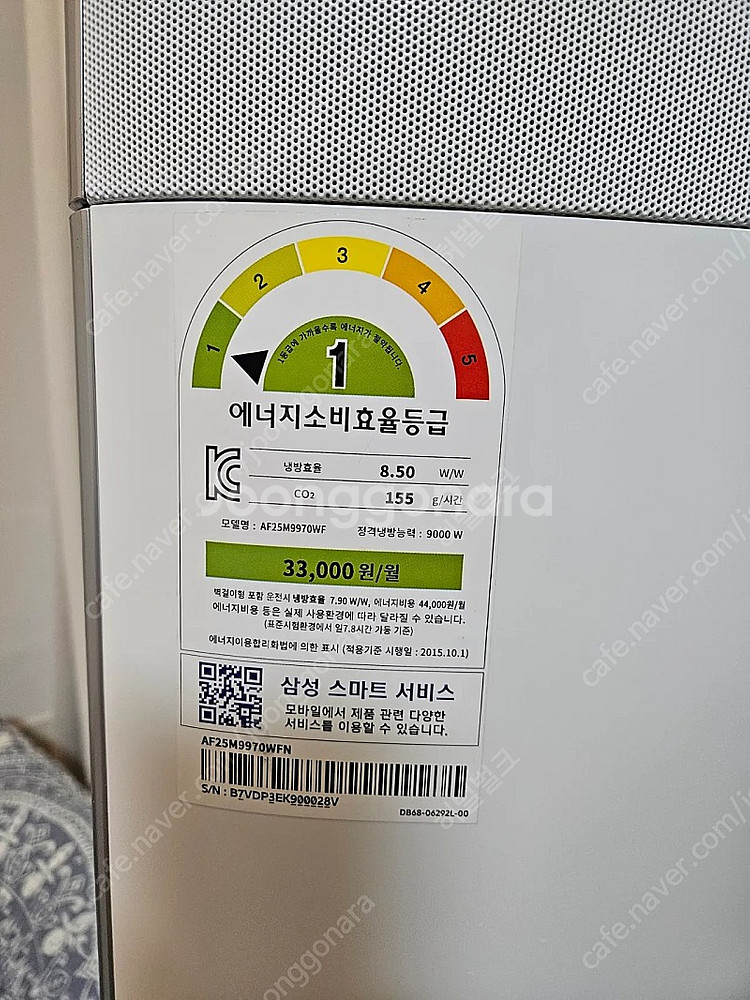 1
2
3
4
5
1등급에 가까울수록 에너지가 절약됩니다.
1
에너지소비효율등급
냉방효율 8.50 W/W
CO₂ 155 g/시간
모델명 : AF25M9970WF 정격냉방능력 : 9000 W
33,000원/월
벽걸이형 포함 운전시 냉방효율 7.90 W/W, 에너지비용 44,000원/월
에너지비용 등은 실제 사용환경에 따라 달라질 수 있습니다.
(표준시험환경에서 일7.8시간 가동 기준)
에너지이용합리화법에 의한 표시 (적용기준 시행일 : 2015.10.1)
삼성 스마트 서비스
모바일에서 제품 관련 다양한
서비스를 이용할 수 있습니다.
AF25M9970WFN
S/N : B7VDP3EK900028V
DB68-06292L-00
Joonggonara
cafe.naver.com/j